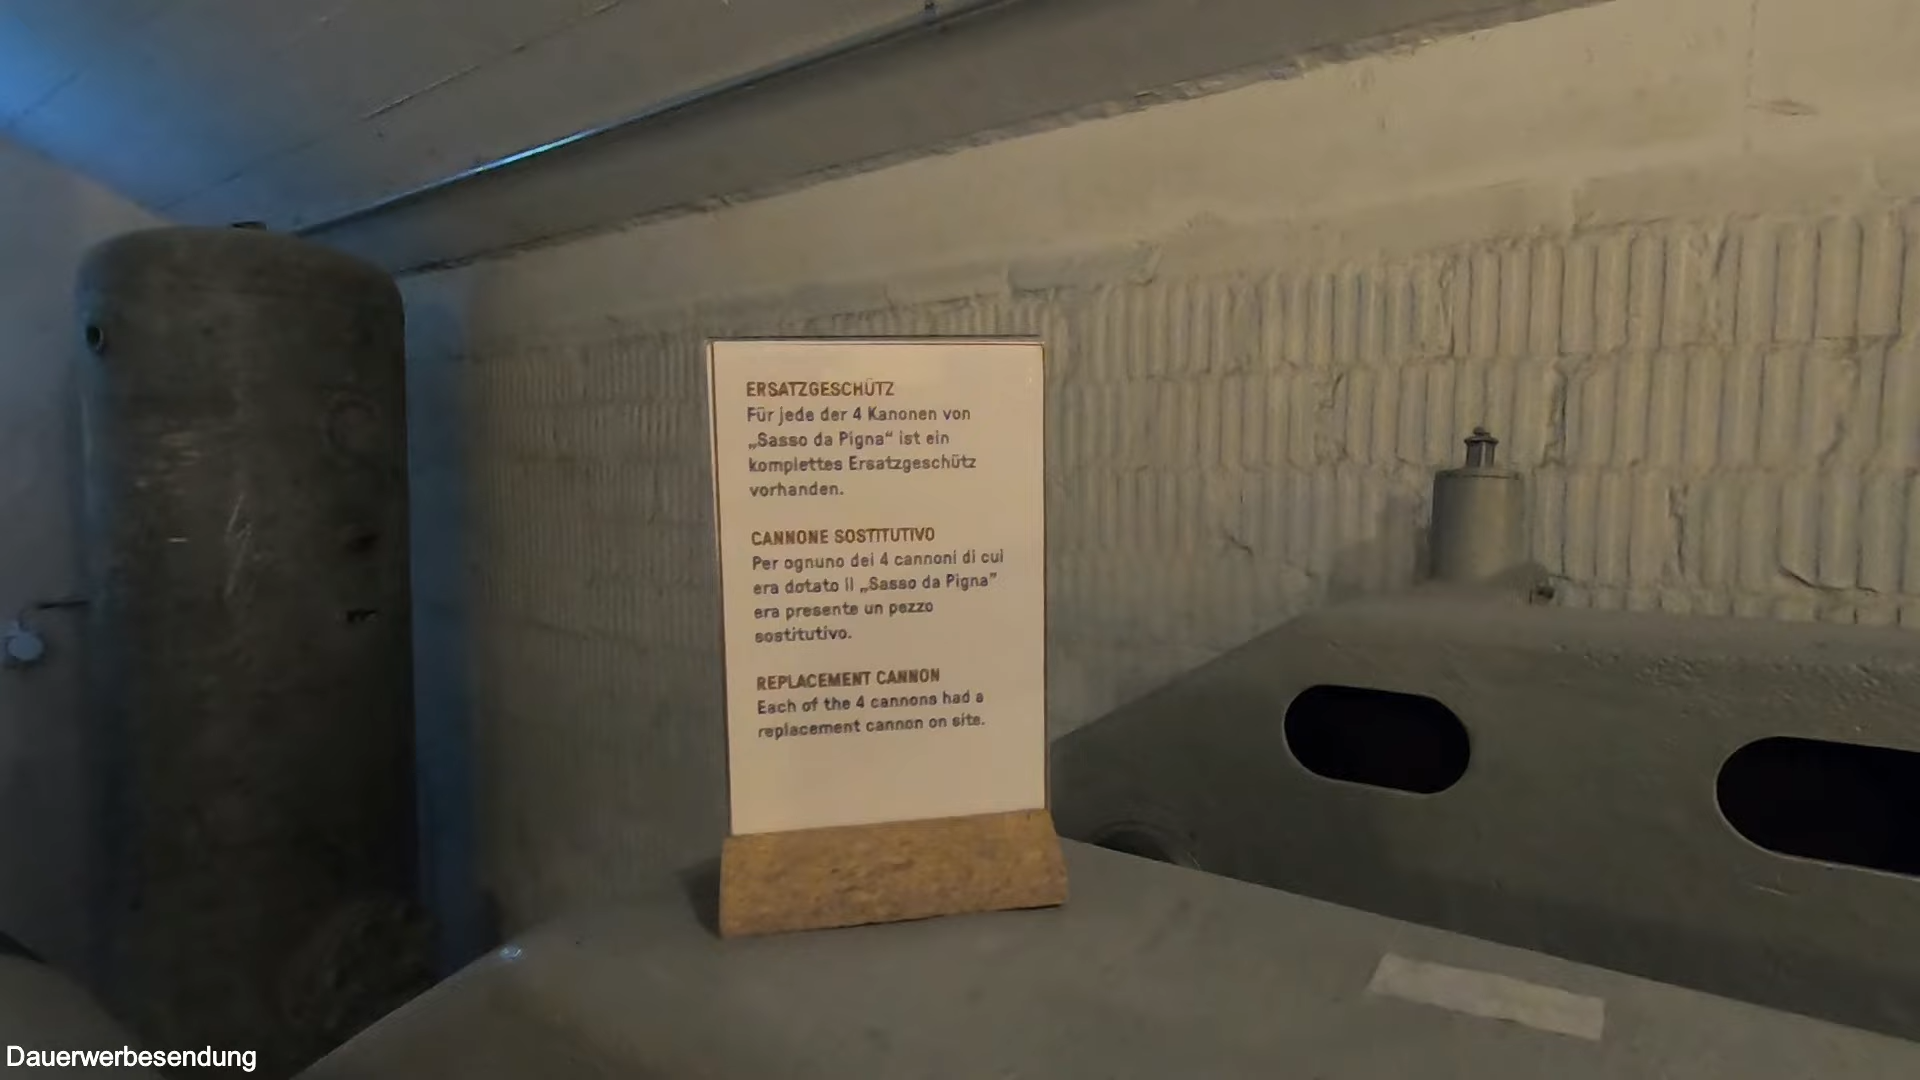 ERSATZGESCHÜTZ
Für jede der 4 Kanonen von
„Sasso da Pigna“ ist ein
komplettes Ersatzgeschütz
vorhanden.
CANNONE SOSTITUTIVO
Per ognuno dei 4 cannoni di cui
era dotato il „Sasso da Pigna”
era presente un pezzo
sostitutivo.
REPLACEMENT CANNON
Each of the 4 cannons had a
replacement cannon on site.
Dauerwerbesendung